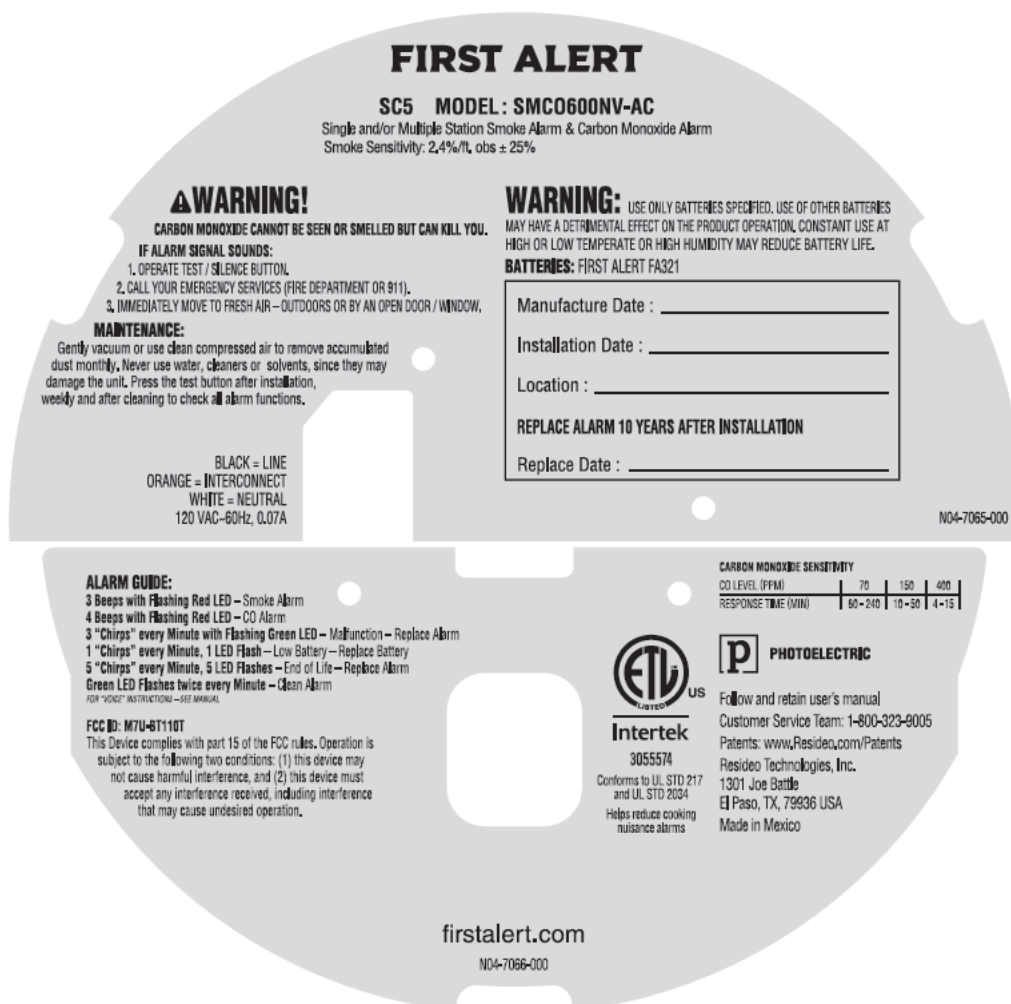 FIRST ALERT
SC5 MODEL: SMCO600NV-AC
Single and/or Multiple Station Smoke Alarm & Carbon Monoxide Alarm
Smoke Sensitivity: 2.4%/ft. obs ± 25%
WARNING!
CARBON MONOXIDE CANNOT BE SEEN OR SMELLED BUT CAN KILL YOU.
IF ALARM SIGNAL SOUNDS:
1. OPERATE TEST / SILENCE BUTTON.
2. CALL YOUR EMERGENCY SERVICES (FIRE DEPARTMENT OR 911).
3. IMMEDIATELY MOVE TO FRESH AIR – OUTDOORS OR BY AN OPEN DOOR / WINDOW.
MAINTENANCE:
Gently vacuum or use clean compressed air to remove accumulated
dust monthly. Never use water, cleaners or solvents, since they may
damage the unit. Press the test button after installation,
weekly and after cleaning to check all alarm functions.
BLACK = LINE
ORANGE = INTERCONNECT
WHITE = NEUTRAL
120 VAC~60Hz, 0.07A
WARNING: USE ONLY BATTERIES SPECIFIED. USE OF OTHER BATTERIES
MAY HAVE A DETRIMENTAL EFFECT ON THE PRODUCT OPERATION. CONSTANT USE AT
HIGH OR LOW TEMPERATE OR HIGH HUMIDITY MAY REDUCE BATTERY LIFE.
BATTERIES: FIRST ALERT FA321
Manufacture Date :
Installation Date :
Location :
REPLACE ALARM 10 YEARS AFTER INSTALLATION
Replace Date :
N04-7065-000
ALARM GUIDE:
3 Beeps with Flashing Red LED – Smoke Alarm
4 Beeps with Flashing Red LED – CO Alarm
3 "Chirps" every Minute with Flashing Green LED – Malfunction – Replace Alarm
1 "Chirps" every Minute, 1 LED Flash – Low Battery – Replace Battery
5 "Chirps" every Minute, 5 LED Flashes – End of Life – Replace Alarm
Green LED Flashes twice every Minute – Clean Alarm
FOR "VOICE" INSTRUCTIONS – SEE MANUAL
FCC ID: M7U-BT110T
This Device complies with part 15 of the FCC rules. Operation is
subject to the following two conditions: (1) this device may
not cause harmful interference, and (2) this device must
accept any interference received, including interference
that may cause undesired operation.
ETL
LISTED
US
Intertek
3055574
Conforms to UL STD 217
and UL STD 2034
Helps reduce cooking
nuisance alarms
CARBON MONOXIDE SENSITIVITY
CO LEVEL (PPM) 70 150 400
RESPONSE TIME (MIN) 60-240 10-50 4-15
P PHOTOELECTRIC
Follow and retain user's manual
Customer Service Team: 1-800-323-9005
Patents: www.Resideo.com/Patents
Resideo Technologies, Inc.
1301 Joe Battle
El Paso, TX, 79936 USA
Made in Mexico
firstalert.com
N04-7066-000